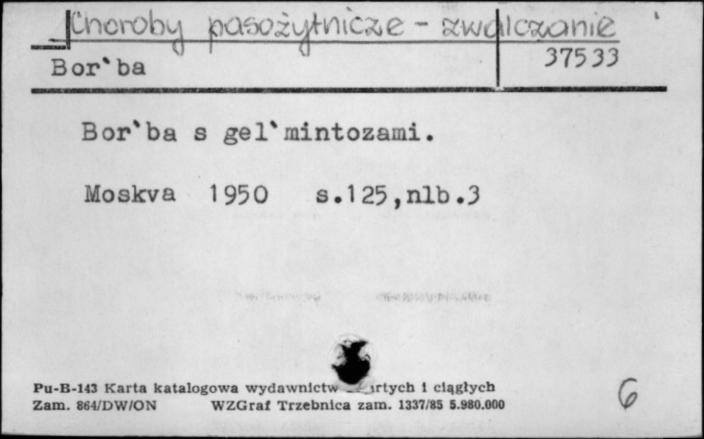 Choroby pasożytnicze - zwalczanie
Bor`ba 37533
Bor`ba s gel`mintozami.
Moskva 1950 s.125,nlb.3
Pu-B-143 Karta katalogowa wydawnictw i ciągłych
Zam. 864/DW/ON WZGraf Trzebnica zam. 1337/85 5.980.000
6